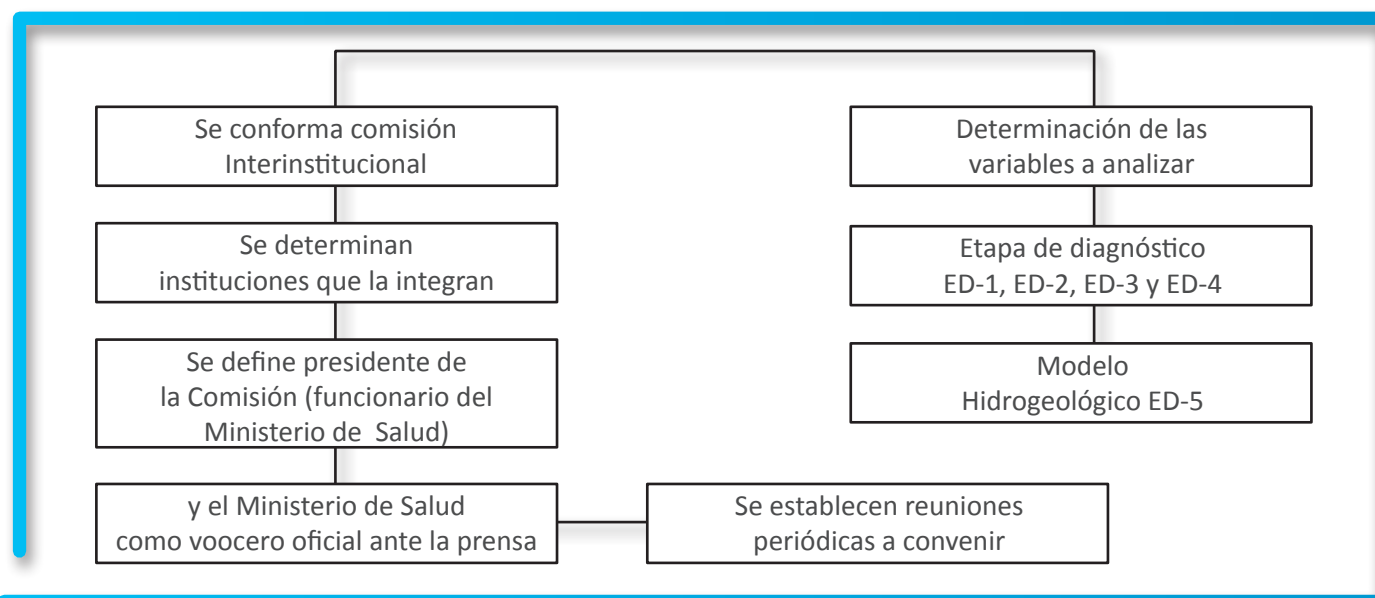 Se conforma comisión
Interinstitucional
Se determinan
instituciones que la integran
Se define presidente de
la Comisión (funcionario del
Ministerio de Salud)
y el Ministerio de Salud
como voocero oficial ante la prensa
Se establecen reuniones
periódicas a convenir
Determinación de las
variables a analizar
Etapa de diagnóstico
ED-1, ED-2, ED-3 y ED-4
Modelo
Hidrogeológico ED-5